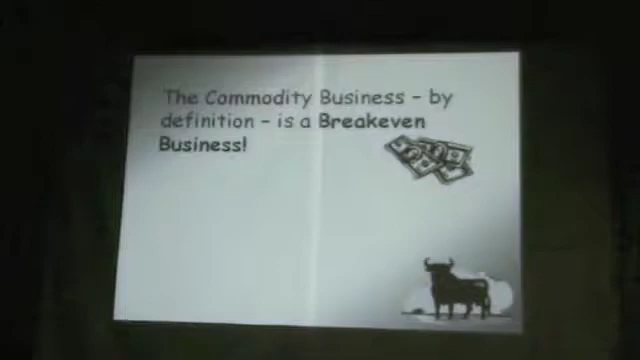 The Commodity Business – by
definition – is a Breakeven
Business!